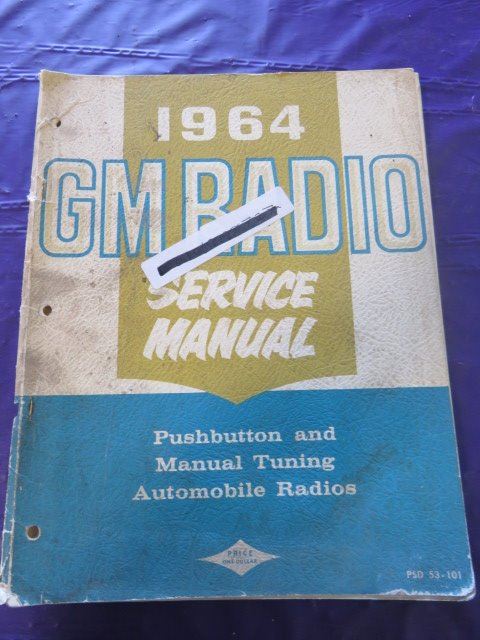 1964
GM RADIO
SERVICE
MANUAL
Pushbutton and
Manual Tuning
Automobile Radios
PRICE
ONE DOLLAR
PSD 53-101